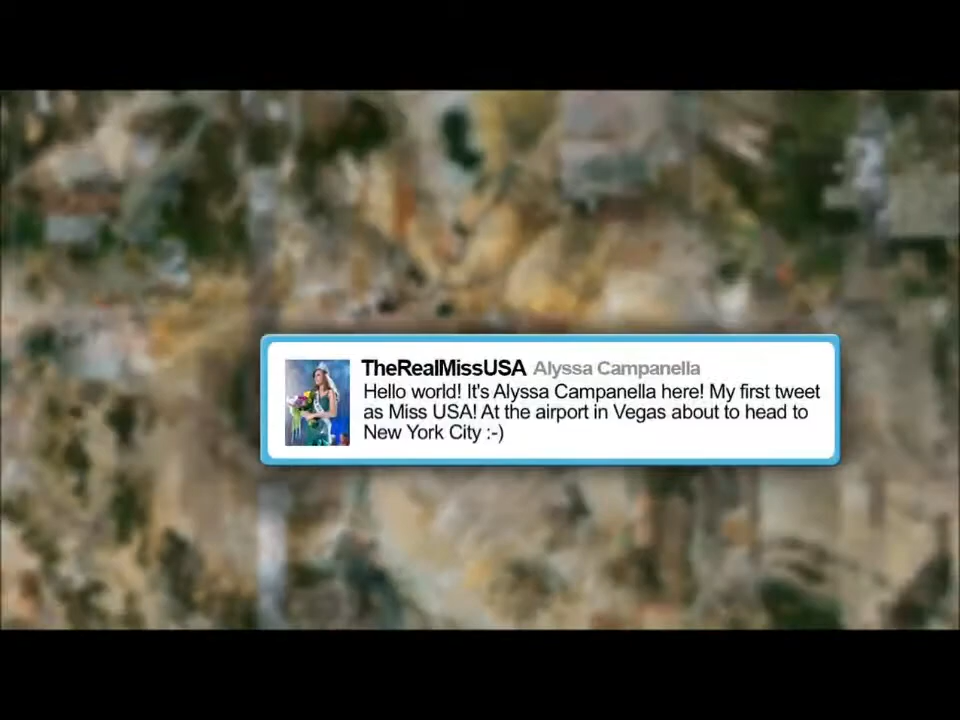 TheRealMissUSA Alyssa Campanella
Hello world! It's Alyssa Campanella here! My first tweet
as Miss USA! At the airport in Vegas about to head to
New York City :-)